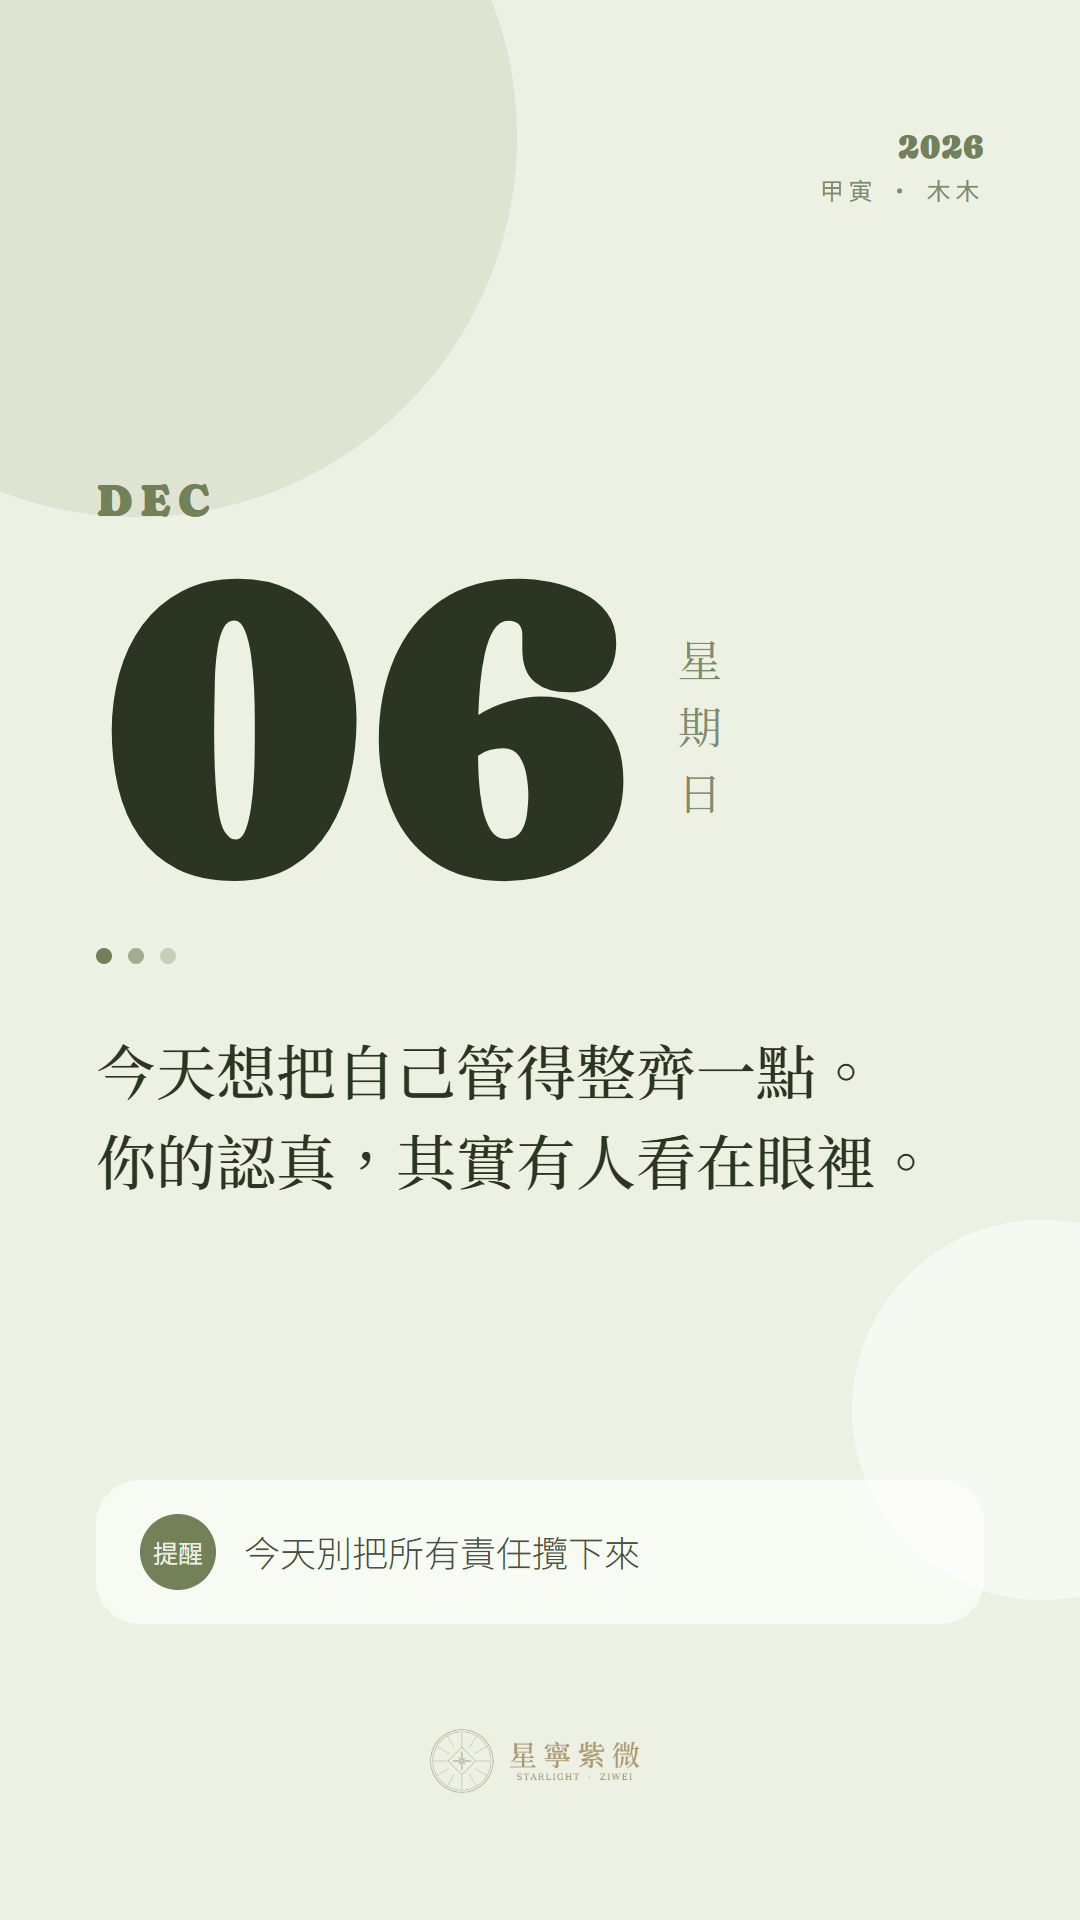 2026
甲寅 · 木木
DEC
06
星期日
今天想把自己管得整齊一點。
你的認真，其實有人看在眼裡。
提醒
今天別把所有責任攬下來
星寧紫微
STARLIGHT · ZIWEI